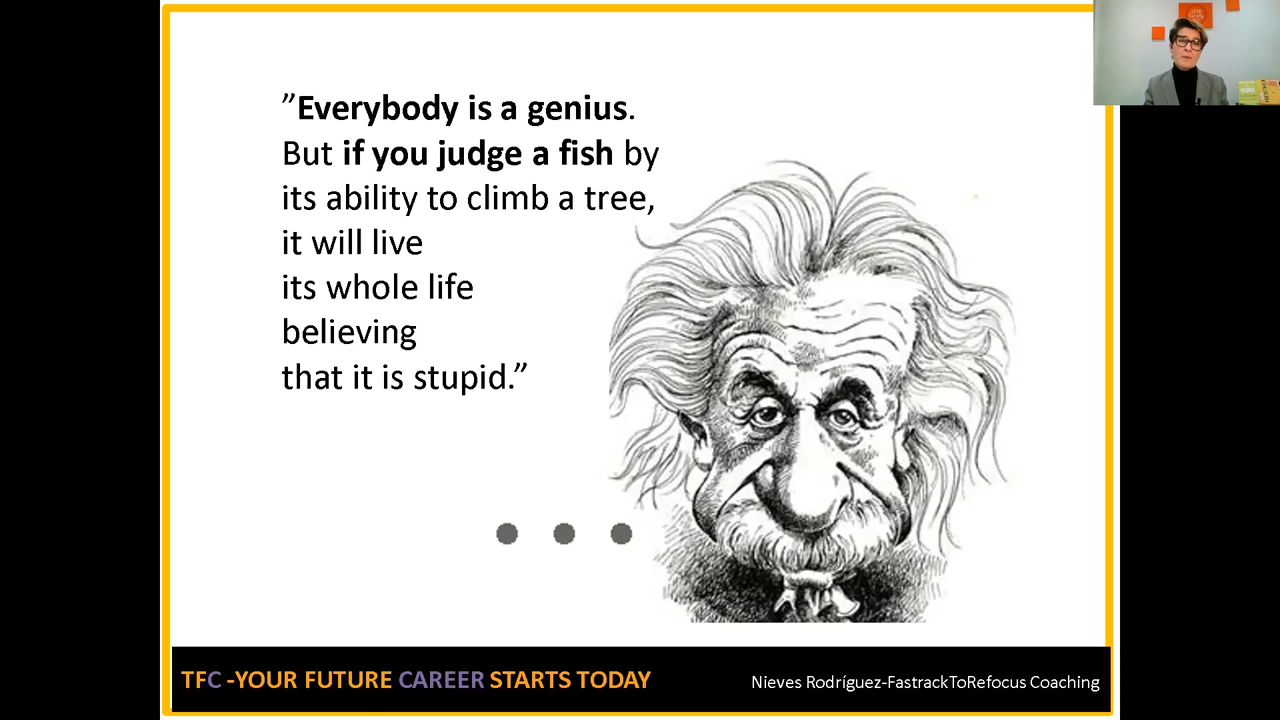 ”Everybody is a genius.
But if you judge a fish by
its ability to climb a tree,
it will live
its whole life
believing
that it is stupid.”
TFC -YOUR FUTURE CAREER STARTS TODAY
Nieves Rodríguez-FastrackToRefocus Coaching